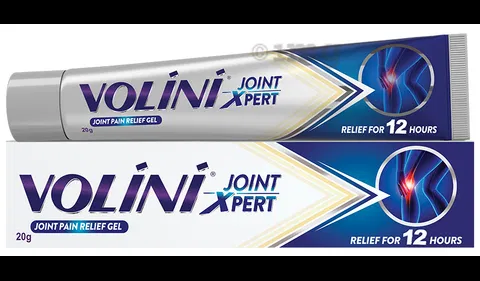 VOLINI® JOINT
XPERT
JOINT PAIN RELIEF GEL
20g
RELIEF FOR 12 HOURS
VOLINI® JOINT
XPERT
JOINT PAIN RELIEF GEL
20g
RELIEF FOR 12 HOURS